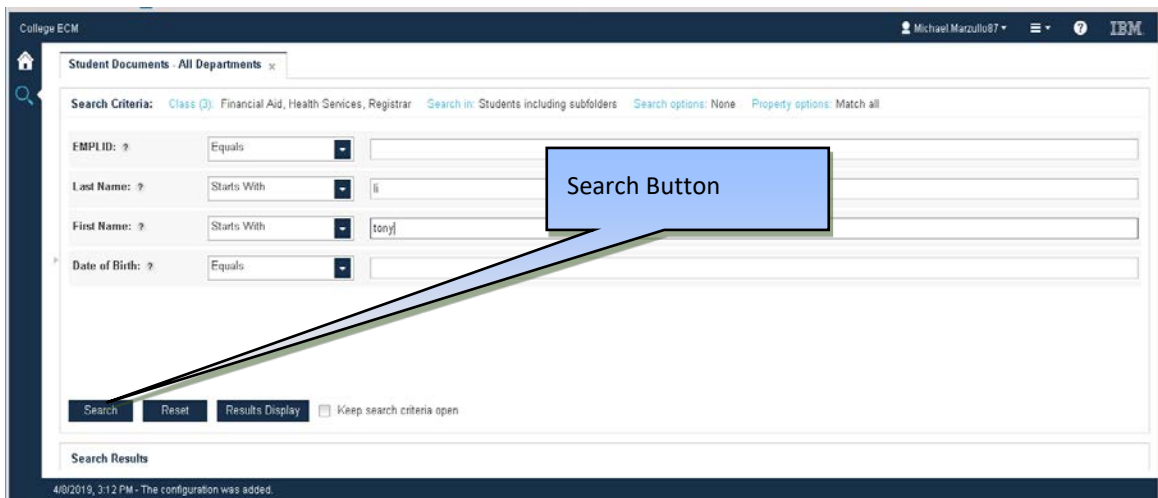 College ECM Michael.Marzullo87 ? IBM
Student Documents - All Departments x
Search Criteria: Class (3): Financial Aid, Health Services, Registrar Search in: Students including subfolders Search options: None Property options: Match all
EMPLID: ? Equals
Last Name: ? Starts With li
First Name: ? Starts With tony
Date of Birth: ? Equals
Search Button
Search Reset Results Display Keep search criteria open
Search Results
4/8/2019, 3:12 PM - The configuration was added.